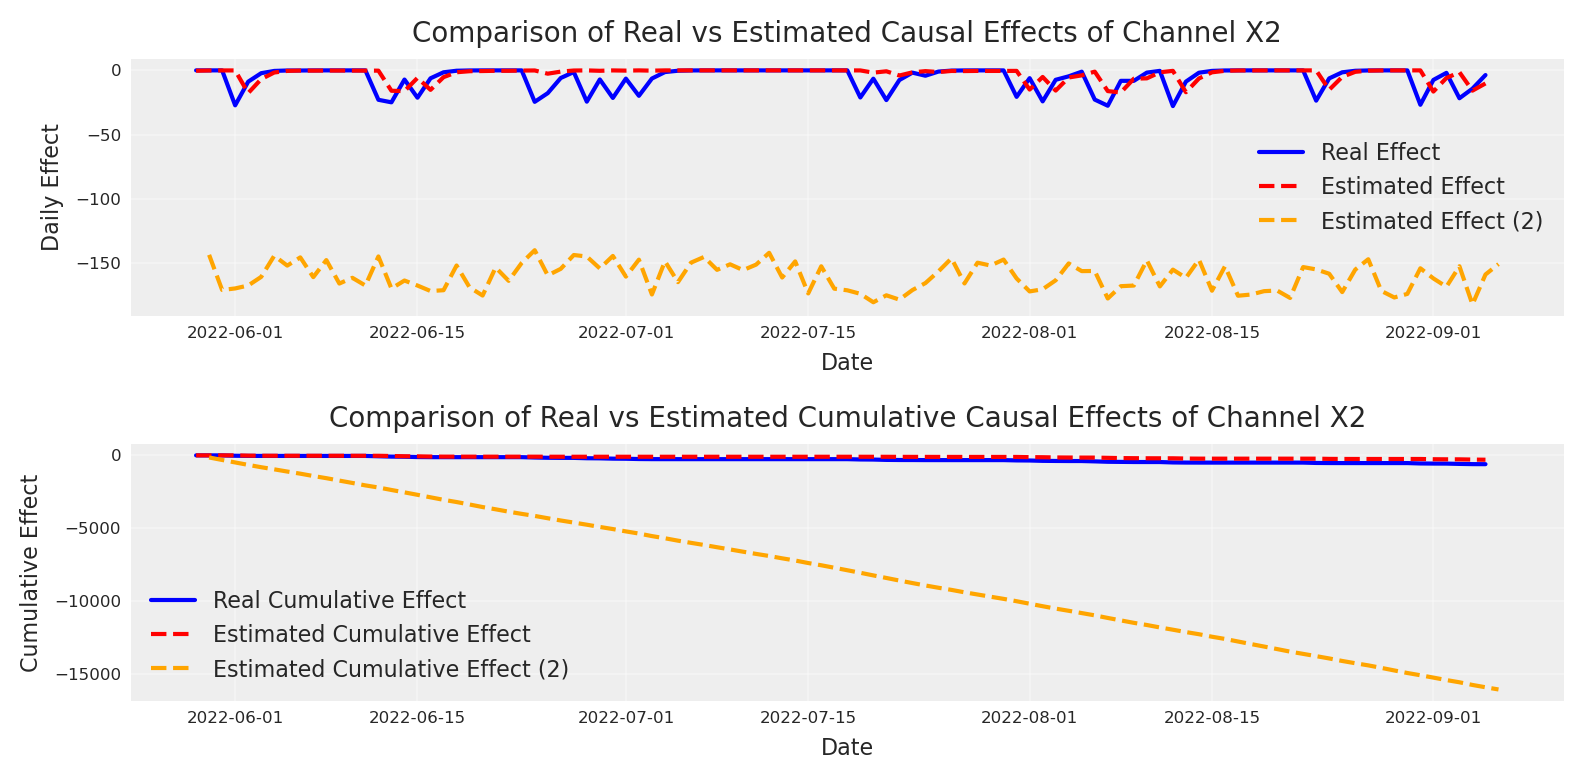 Comparison of Real vs Estimated Causal Effects of Channel X2
0
−50
−100
−150
Daily Effect
Real Effect
Estimated Effect
Estimated Effect (2)
2022-06-01 2022-06-15 2022-07-01 2022-07-15 2022-08-01 2022-08-15 2022-09-01
Date
Comparison of Real vs Estimated Cumulative Causal Effects of Channel X2
0
−5000
−10000
−15000
Cumulative Effect
Real Cumulative Effect
Estimated Cumulative Effect
Estimated Cumulative Effect (2)
2022-06-01 2022-06-15 2022-07-01 2022-07-15 2022-08-01 2022-08-15 2022-09-01
Date